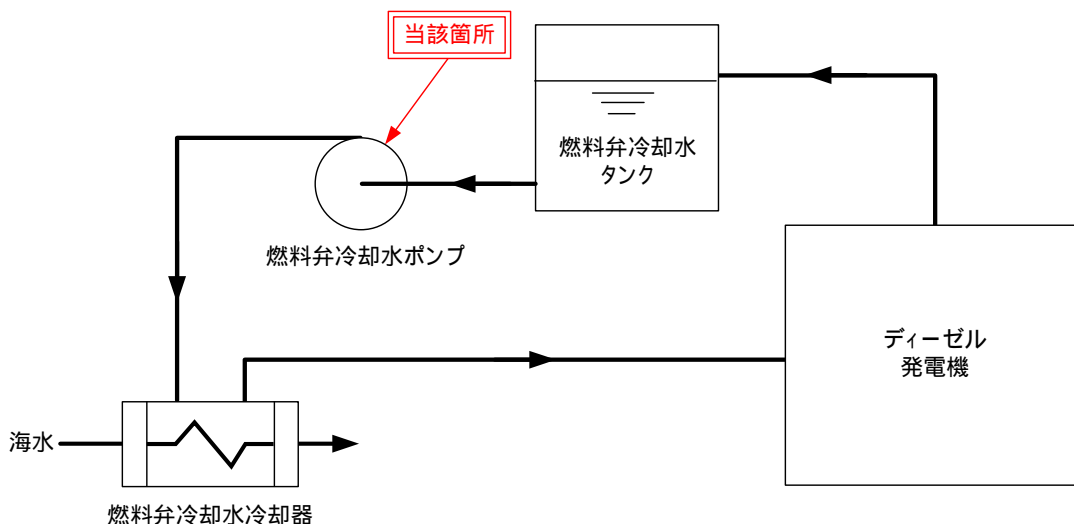 当該箇所
燃料弁冷却水
タンク
燃料弁冷却水ポンプ
ディーゼル
発電機
海水
燃料弁冷却水冷却器